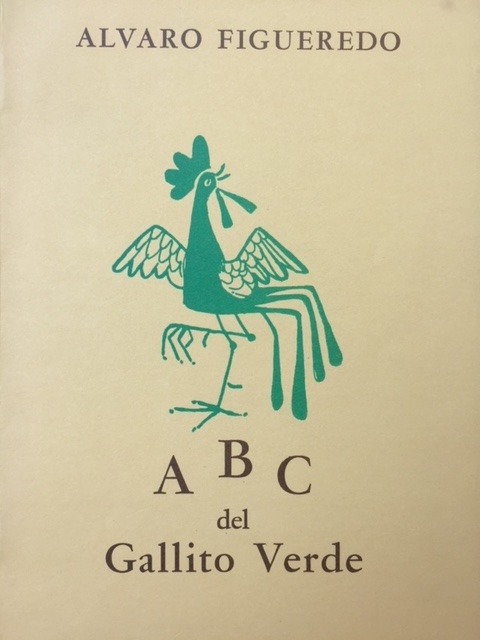 ALVARO FIGUEREDO
A B C
del
Gallito Verde